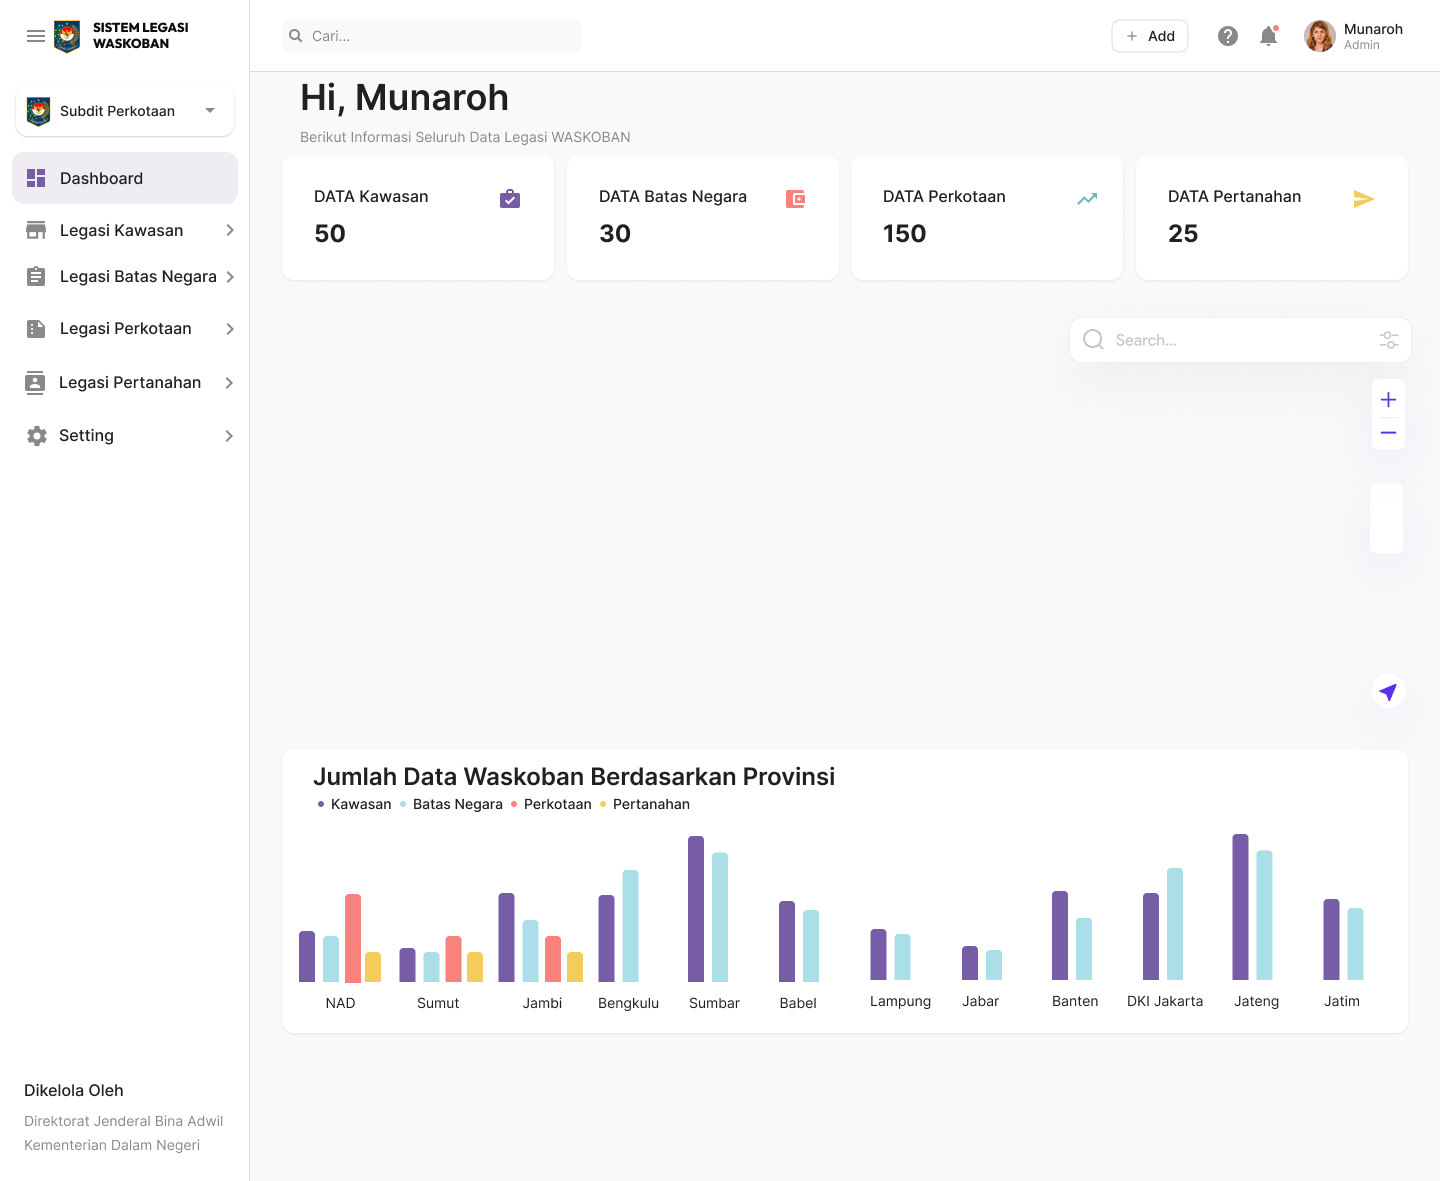 SISTEM LEGASI
WASKOBAN
Cari...
Add
Munaroh
Admin
Subdit Perkotaan
Dashboard
Legasi Kawasan
Legasi Batas Negara
Legasi Perkotaan
Legasi Pertanahan
Setting
Hi, Munaroh
Berikut Informasi Seluruh Data Legasi WASKOBAN
DATA Kawasan
50
DATA Batas Negara
30
DATA Perkotaan
150
DATA Pertanahan
25
Search...
Jumlah Data Waskoban Berdasarkan Provinsi
Kawasan Batas Negara Perkotaan Pertanahan
NAD Sumut Jambi Bengkulu Sumbar Babel Lampung Jabar Banten DKI Jakarta Jateng Jatim
Dikelola Oleh
Direktorat Jenderal Bina Adwil
Kementerian Dalam Negeri